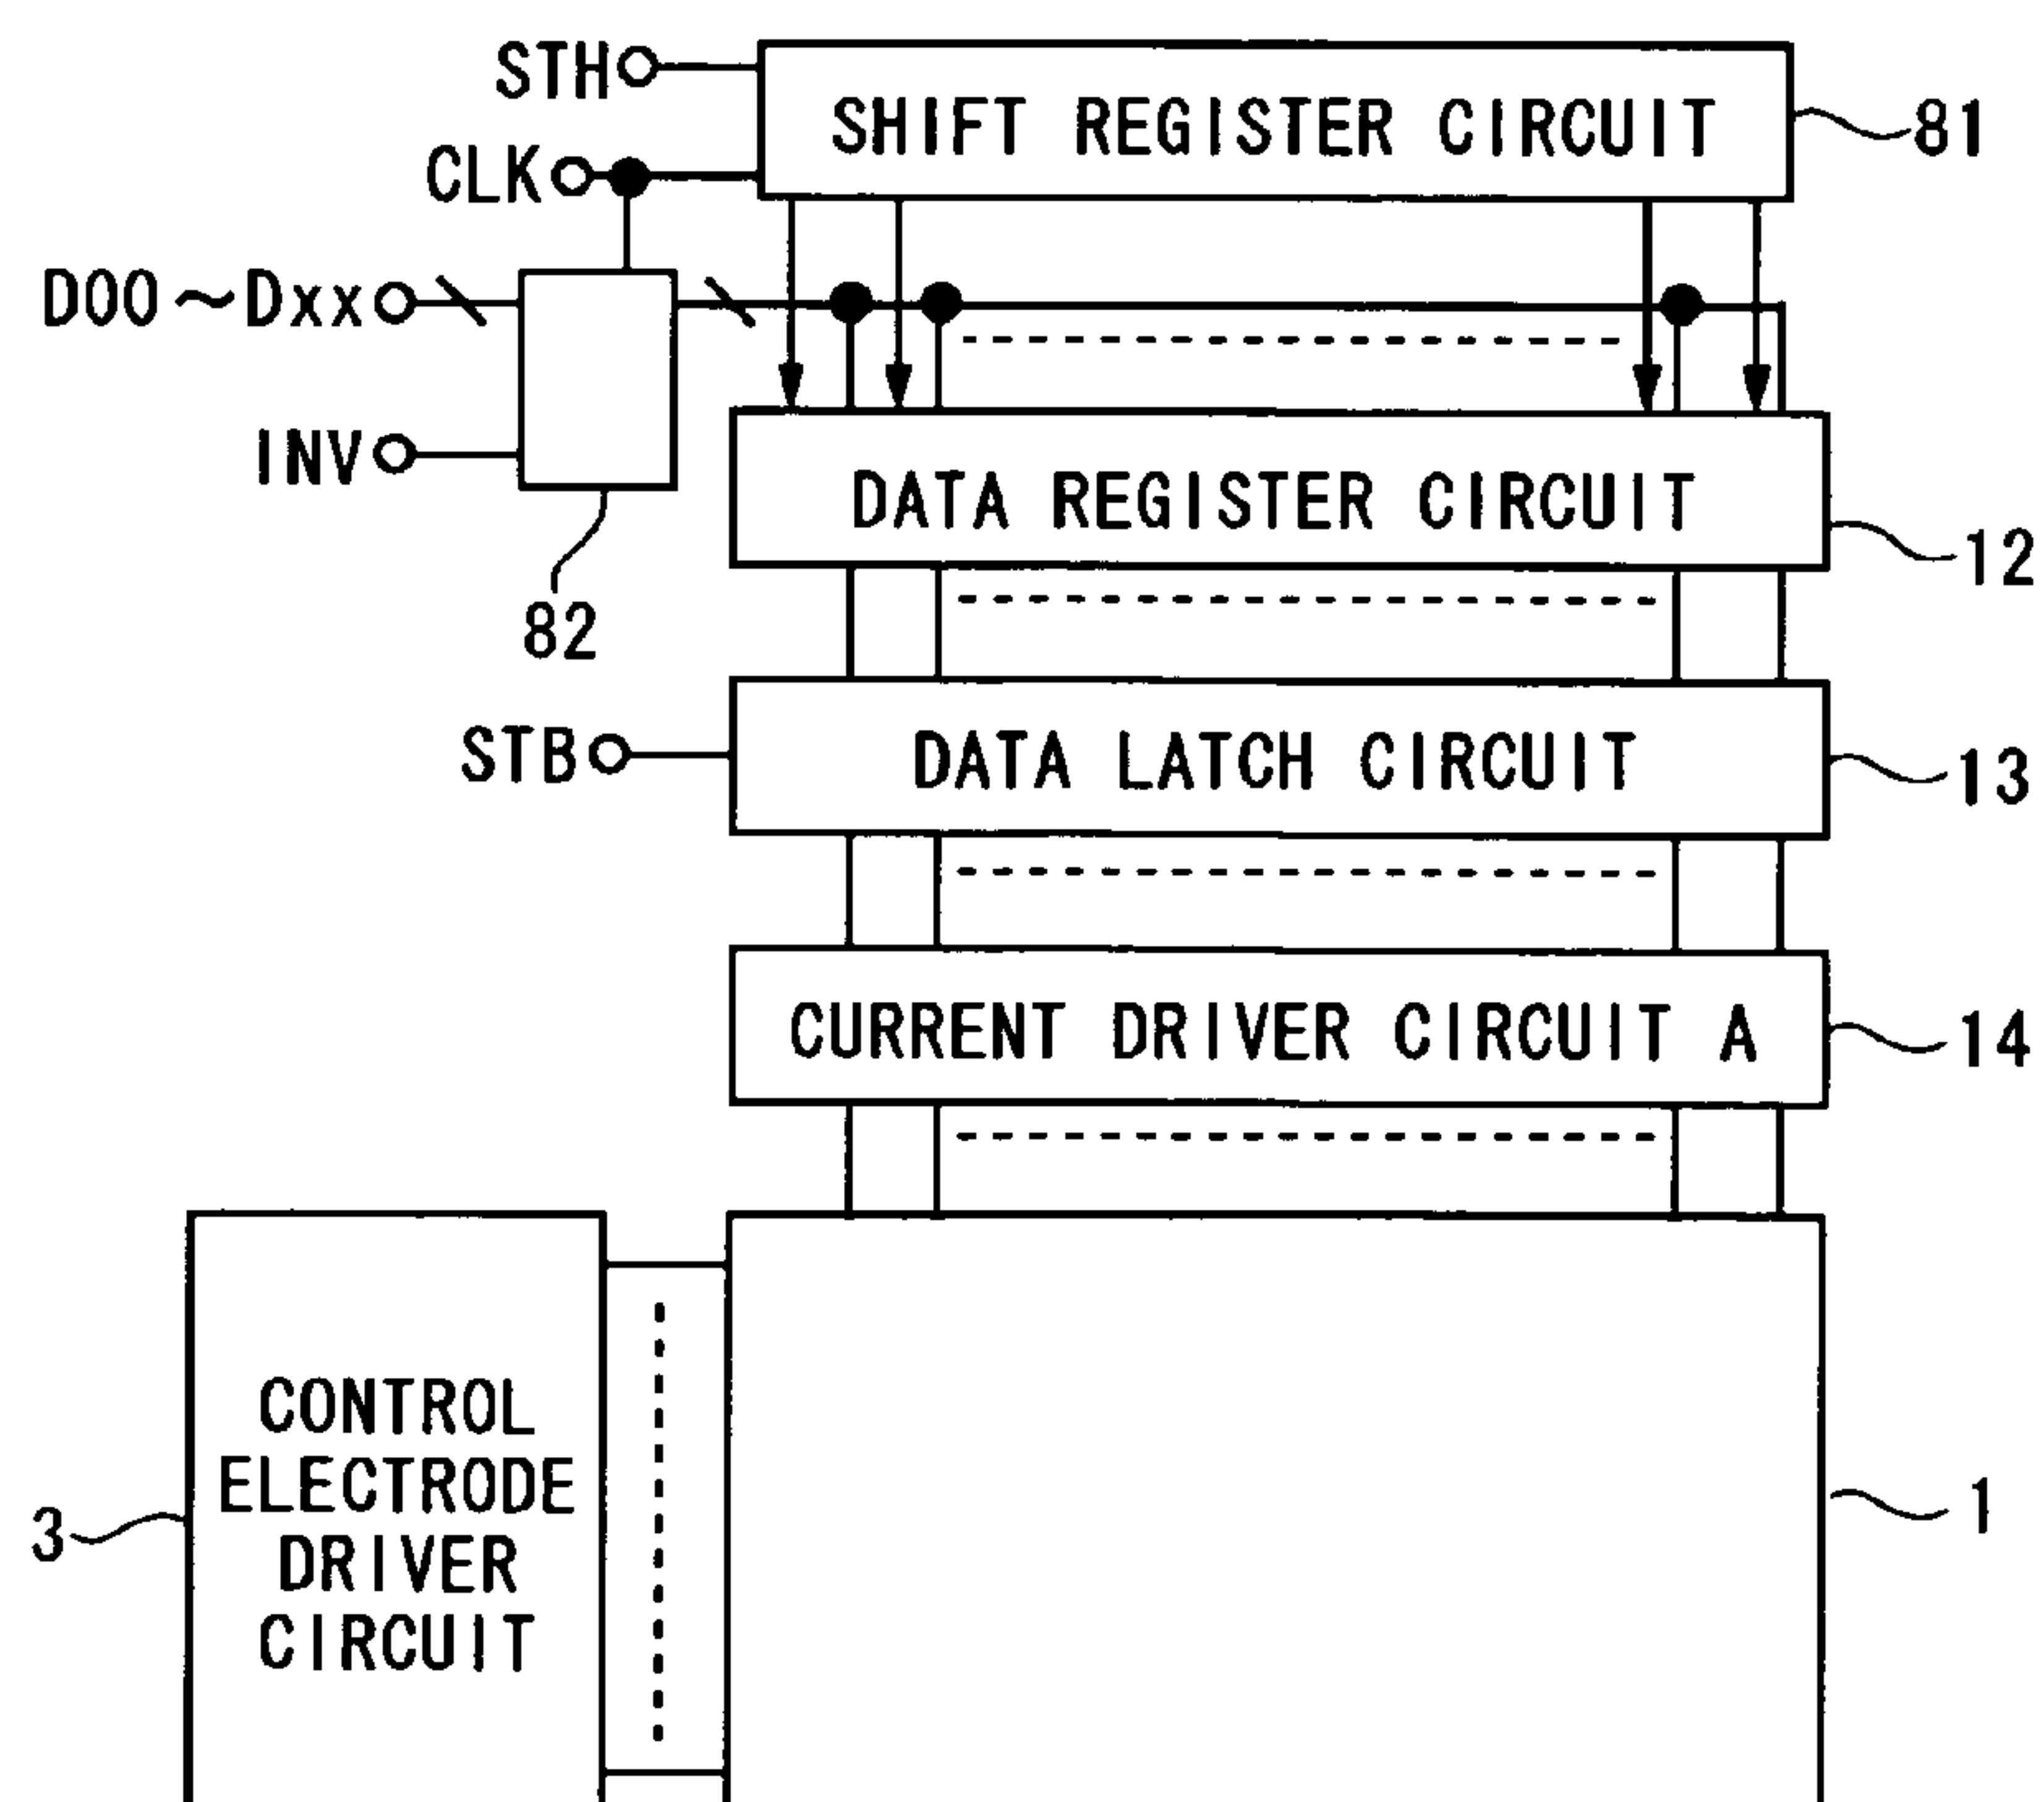 STH
SHIFT REGISTER CIRCUIT
81
CLK
D00~Dxx
INV
82
DATA REGISTER CIRCUIT
12
STB
DATA LATCH CIRCUIT
13
CURRENT DRIVER CIRCUIT A
14
CONTROL
ELECTRODE
DRIVER
CIRCUIT
3
1